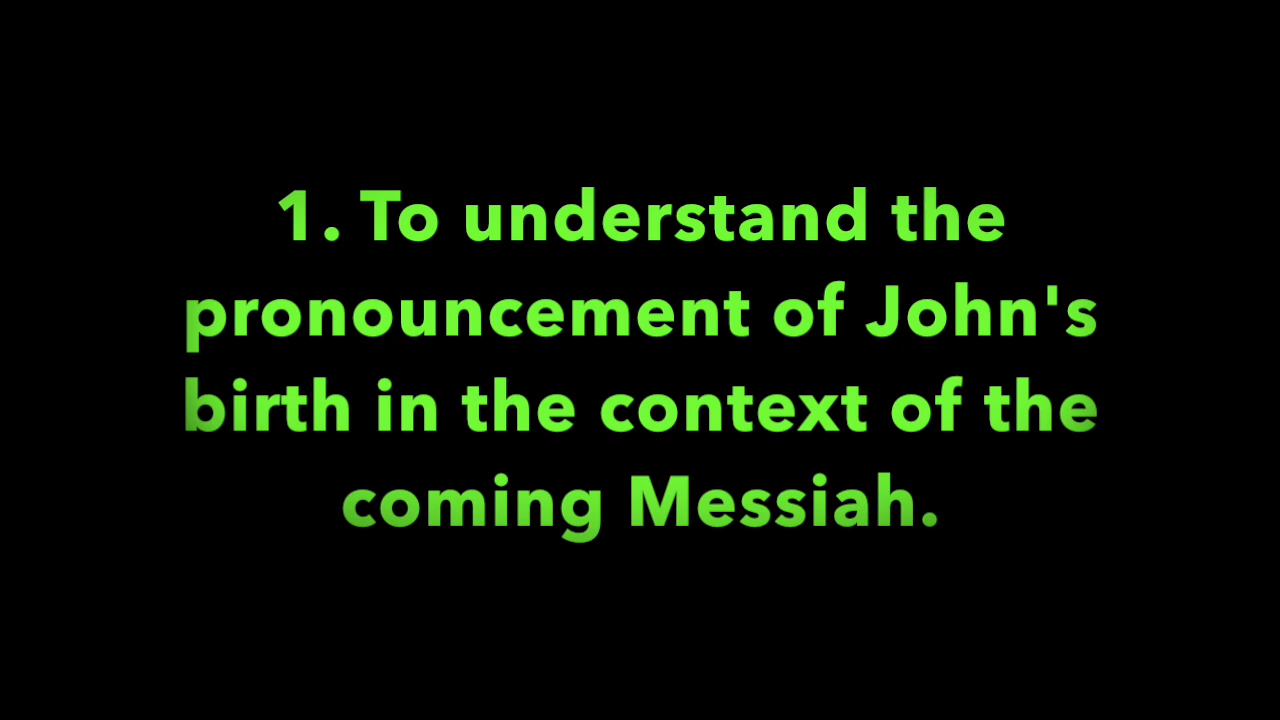 1. To understand the
pronouncement of John's
birth in the context of the
coming Messiah.